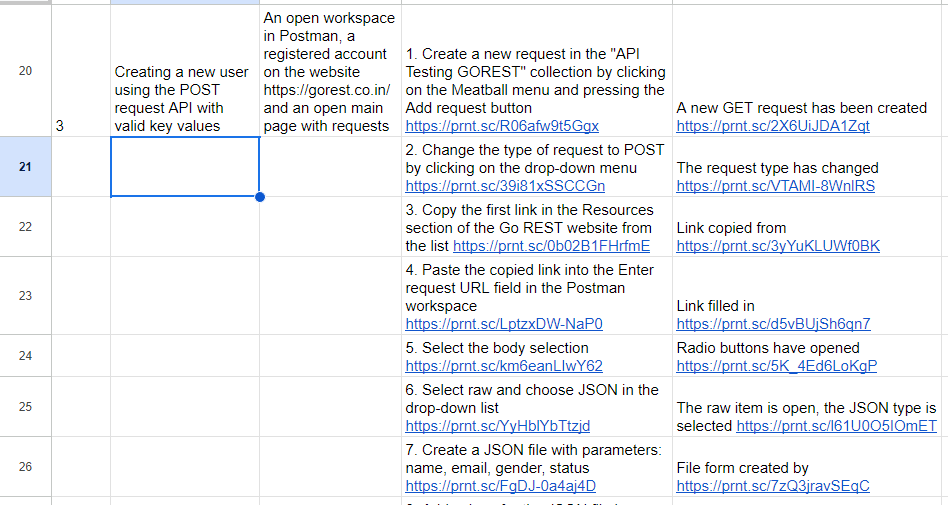 20
3
Creating a new user
using the POST
request API with
valid key values
An open workspace
in Postman, a
registered account
on the website
https://gorest.co.in/
and an open main
page with requests
1. Create a new request in the "API
Testing GOREST" collection by clicking
on the Meatball menu and pressing the
Add request button
https://prnt.sc/R06afw9t5Ggx
A new GET request has been created
https://prnt.sc/2X6UiJDA1Zqt
21
2. Change the type of request to POST
by clicking on the drop-down menu
https://prnt.sc/39i81xSSCCGn
The request type has changed
https://prnt.sc/VTAMI-8WnlRS
22
3. Copy the first link in the Resources
section of the Go REST website from
the list https://prnt.sc/0b02B1FHrfmE
Link copied from
https://prnt.sc/3yYuKLUWf0BK
23
4. Paste the copied link into the Enter
request URL field in the Postman
workspace
https://prnt.sc/LptzxDW-NaP0
Link filled in
https://prnt.sc/d5vBUjSh6qn7
24
5. Select the body selection
https://prnt.sc/km6eanLIwY62
Radio buttons have opened
https://prnt.sc/5K_4Ed6LoKgP
25
6. Select raw and choose JSON in the
drop-down list
https://prnt.sc/YyHblYbTtzjd
The raw item is open, the JSON type is
selected https://prnt.sc/l61U0O5IOmET
26
7. Create a JSON file with parameters:
name, email, gender, status
https://prnt.sc/FgDJ-0a4aj4D
File form created by
https://prnt.sc/7zQ3jravSEqC